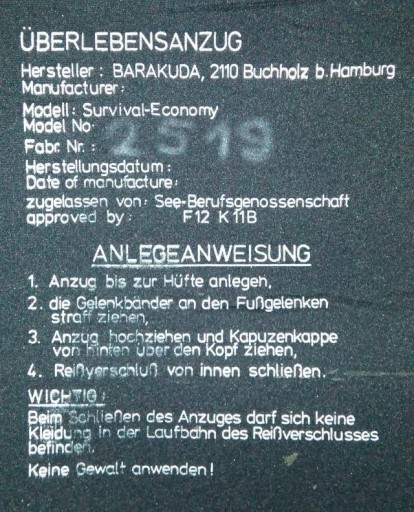 ÜBERLEBENSANZUG
Hersteller: BARAKUDA, 2110 Buchholz b. Hamburg
Manufacturer:
Modell: Survival-Economy
Model No.
Fabr. Nr.: 2519
Herstellungsdatum:
Date of manufacture:
zugelassen von: See-Berufsgenossenschaft
approved by: F12 K11B
ANLEGEANWEISUNG
1. Anzug bis zur Hüfte anlegen,
2. die Gelenkbänder an den Fußgelenken
straff ziehen,
3. Anzug hochziehen und Kapuzenkappe
von hinten über den Kopf ziehen,
4. Reißverschluß von innen schließen.
WICHTIG:
Beim Schließen des Anzuges darf sich keine
Kleidung in der Laufbahn des Reißverschlusses
befinden.
Keine Gewalt anwenden!